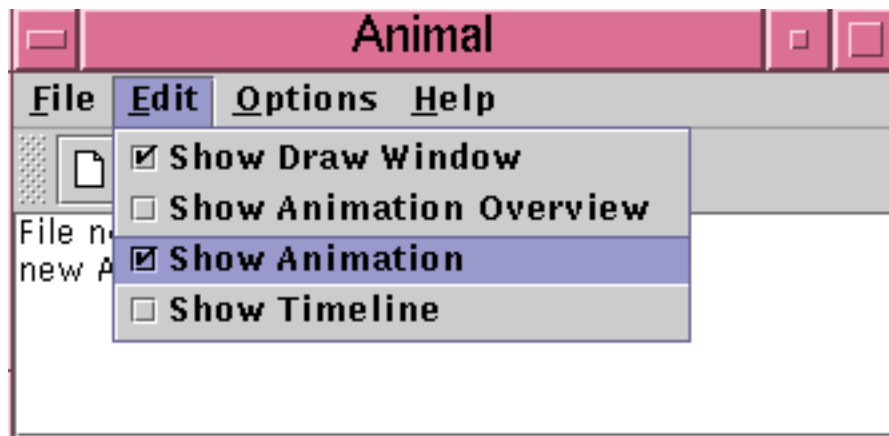 Animal
File Edit Options Help
Show Draw Window
Show Animation Overview
File
Show Animation
new
Show Timeline